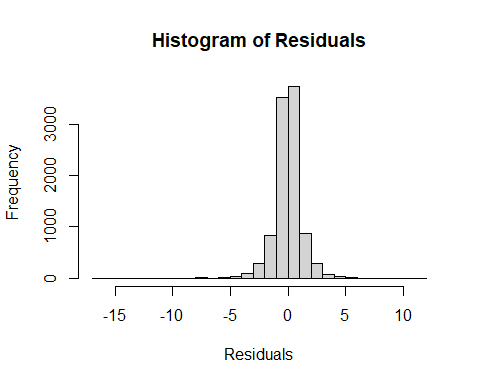 Histogram of Residuals
Frequency
3000
2000
1000
0
-15 -10 -5 0 5 10
Residuals